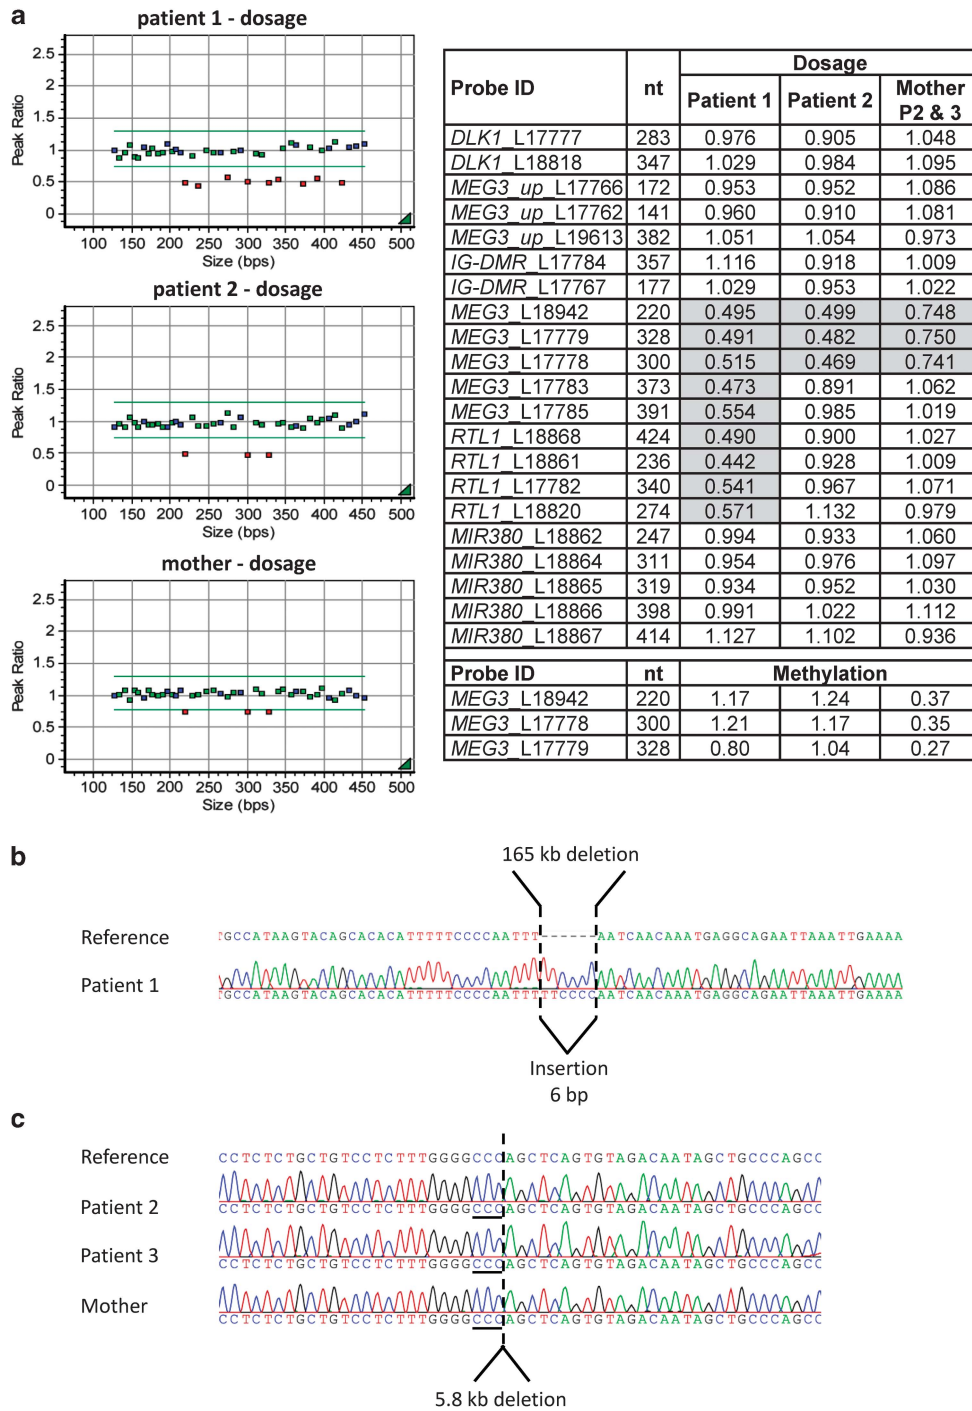 a
patient 1 - dosage
Peak Ratio
2.5
2
1.5
1
0.5
0
100 150 200 250 300 350 400 450 500
Size (bps)
patient 2 - dosage
Peak Ratio
2.5
2
1.5
1
0.5
0
100 150 200 250 300 350 400 450 500
Size (bps)
mother - dosage
Peak Ratio
2.5
2
1.5
1
0.5
0
100 150 200 250 300 350 400 450 500
Size (bps)
Probe ID nt Dosage
Patient 1 Patient 2 Mother P2 & 3
DLK1_L17777 283 0.976 0.905 1.048
DLK1_L18818 347 1.029 0.984 1.095
MEG3_up_L17766 172 0.953 0.952 1.086
MEG3_up_L17762 141 0.960 0.910 1.081
MEG3_up_L19613 382 1.051 1.054 0.973
IG-DMR_L17784 357 1.116 0.918 1.009
IG-DMR_L17767 177 1.029 0.953 1.022
MEG3_L18942 220 0.495 0.499 0.748
MEG3_L17779 328 0.491 0.482 0.750
MEG3_L17778 300 0.515 0.469 0.741
MEG3_L17783 373 0.473 0.891 1.062
MEG3_L17785 391 0.554 0.985 1.019
RTL1_L18868 424 0.490 0.900 1.027
RTL1_L18861 236 0.442 0.928 1.009
RTL1_L17782 340 0.541 0.967 1.071
RTL1_L18820 274 0.571 1.132 0.979
MIR380_L18862 247 0.994 0.933 1.060
MIR380_L18864 311 0.954 0.976 1.097
MIR380_L18865 319 0.934 0.952 1.030
MIR380_L18866 398 0.991 1.022 1.112
MIR380_L18867 414 1.127 1.102 0.936
Probe ID nt Methylation
MEG3_L18942 220 1.17 1.24 0.37
MEG3_L17778 300 1.21 1.17 0.35
MEG3_L17779 328 0.80 1.04 0.27
b
165 kb deletion
Reference TGCCATAAGTACAGCACACATTTTTCCCCAATTT------AATCAACAAATGAGGCAGAATTAAATTGAAAA
Patient 1 TGCCATAAGTACAGCACACATTTTTCCCCAATTTTTCCCCAATCAACAAATGAGGCAGAATTAAATTGAAAA
Insertion
6 bp
c
Reference CCTCTCTGCTGTCCTCTTTGGGGCCCAGCTCAGTGTAGACAATAGCTGCCCAGCC
Patient 2 CCTCTCTGCTGTCCTCTTTGGGGCCCAGCTCAGTGTAGACAATAGCTGCCCAGCC
Patient 3 CCTCTCTGCTGTCCTCTTTGGGGCCCAGCTCAGTGTAGACAATAGCTGCCCAGCC
Mother CCTCTCTGCTGTCCTCTTTGGGGCCCAGCTCAGTGTAGACAATAGCTGCCCAGCC
5.8 kb deletion